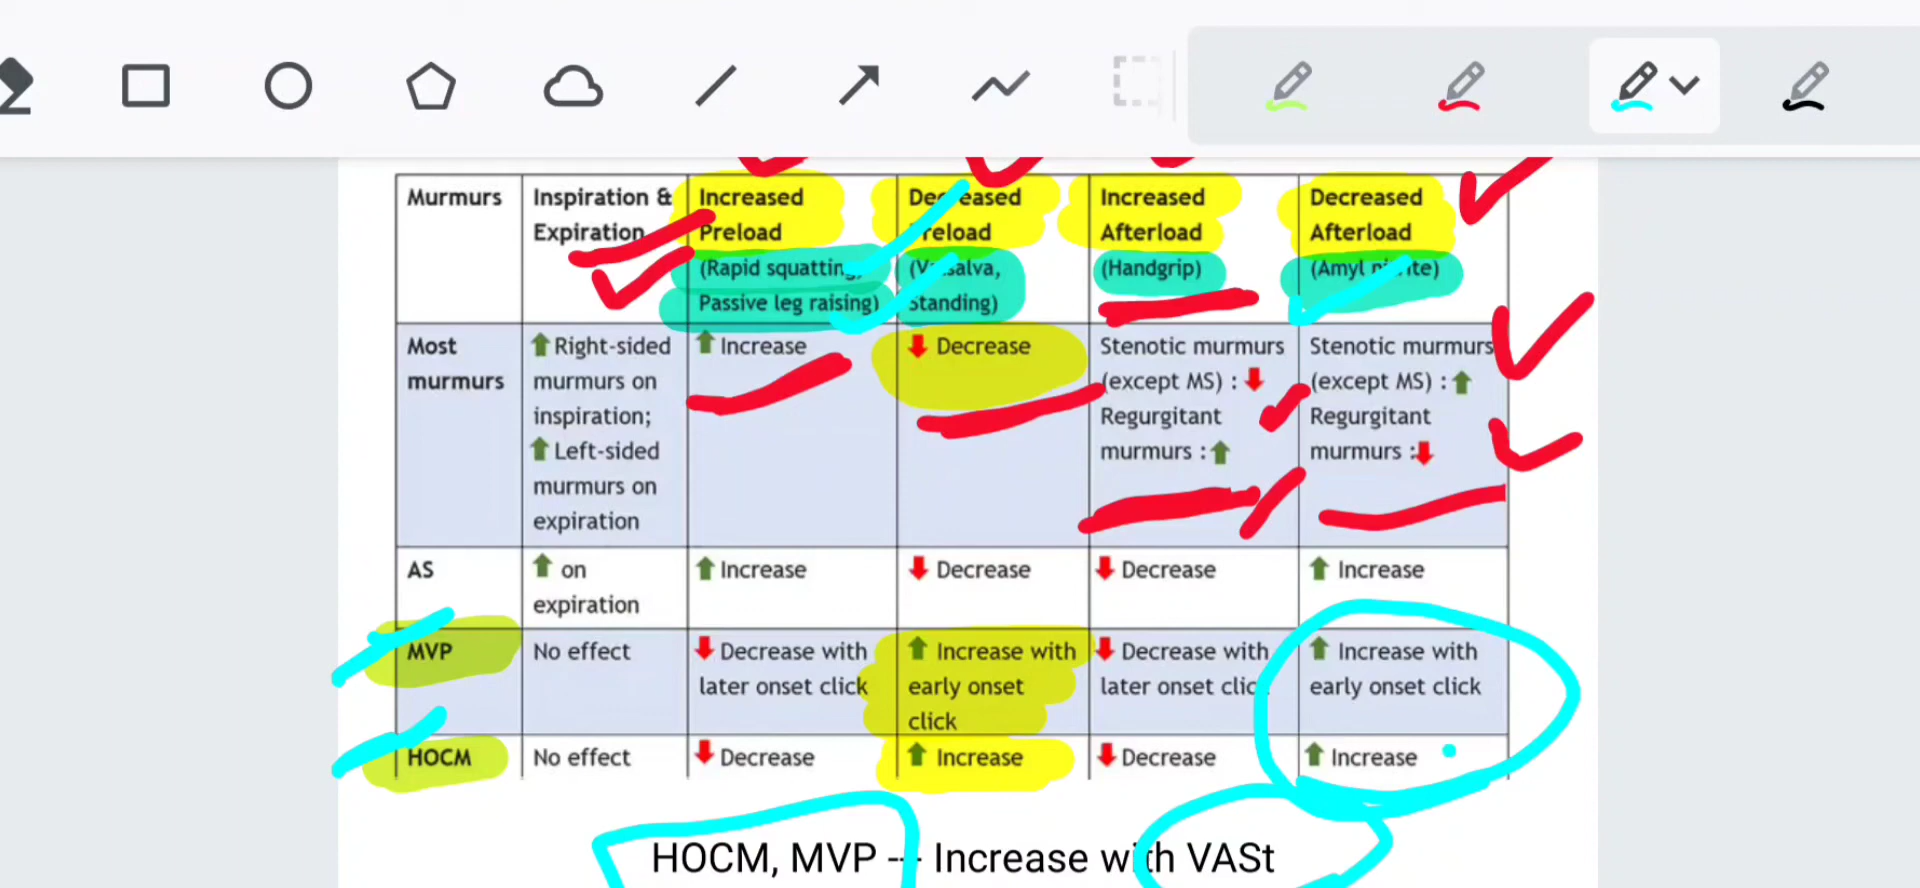 Murmurs
Inspiration &
Expiration
Increased
Preload
(Rapid squatting,
Passive leg raising)
Decreased
Preload
(Valsalva,
Standing)
Increased
Afterload
(Handgrip)
Decreased
Afterload
(Amyl nitrite)
Most
murmurs
Right-sided
murmurs on
inspiration;
Left-sided
murmurs on
expiration
Increase
Decrease
Stenotic murmurs
(except MS) :
Regurgitant
murmurs :
Stenotic murmurs
(except MS) :
Regurgitant
murmurs :
AS
on
expiration
Increase
Decrease
Decrease
Increase
MVP
No effect
Decrease with
later onset click
Increase with
early onset
click
Decrease with
later onset click
Increase with
early onset click
HOCM
No effect
Decrease
Increase
Decrease
Increase
HOCM, MVP --- Increase with VASt